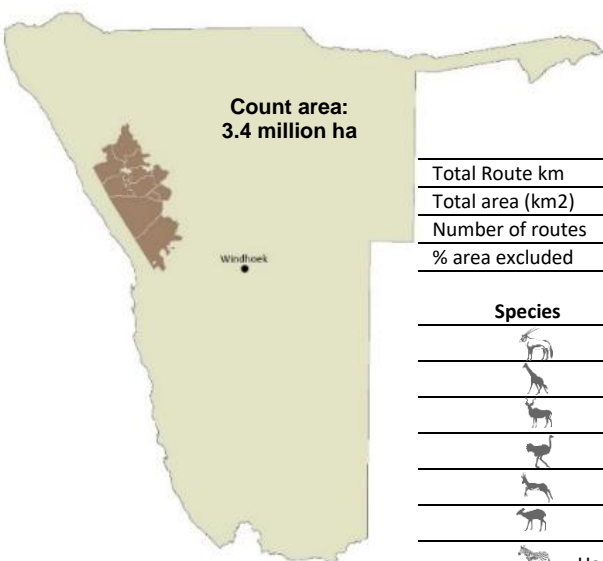 Count area:
3.4 million ha
Total Route km
Total area (km2)
Number of routes
% area excluded
Windhoek
Species